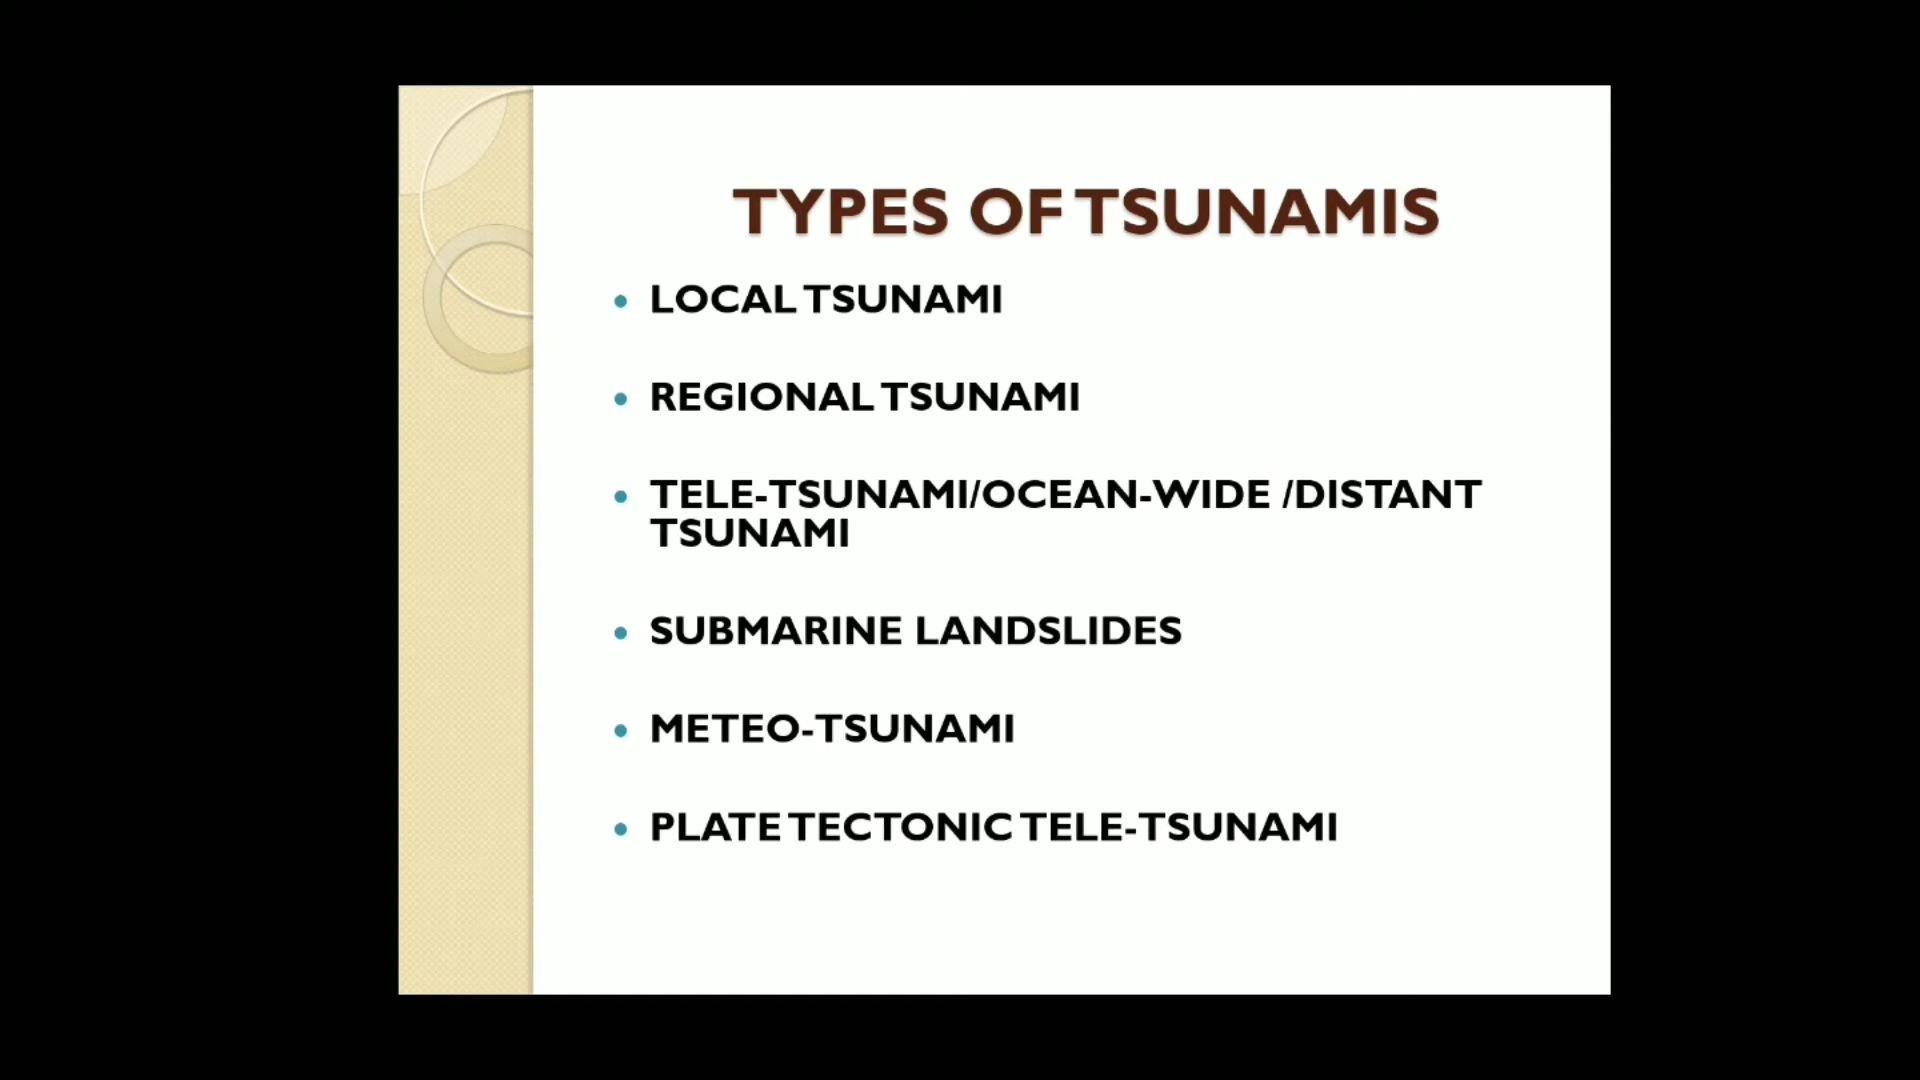 TYPES OF TSUNAMIS
• LOCAL TSUNAMI
• REGIONAL TSUNAMI
• TELE-TSUNAMI/OCEAN-WIDE /DISTANT
TSUNAMI
• SUBMARINE LANDSLIDES
• METEO-TSUNAMI
• PLATE TECTONIC TELE-TSUNAMI